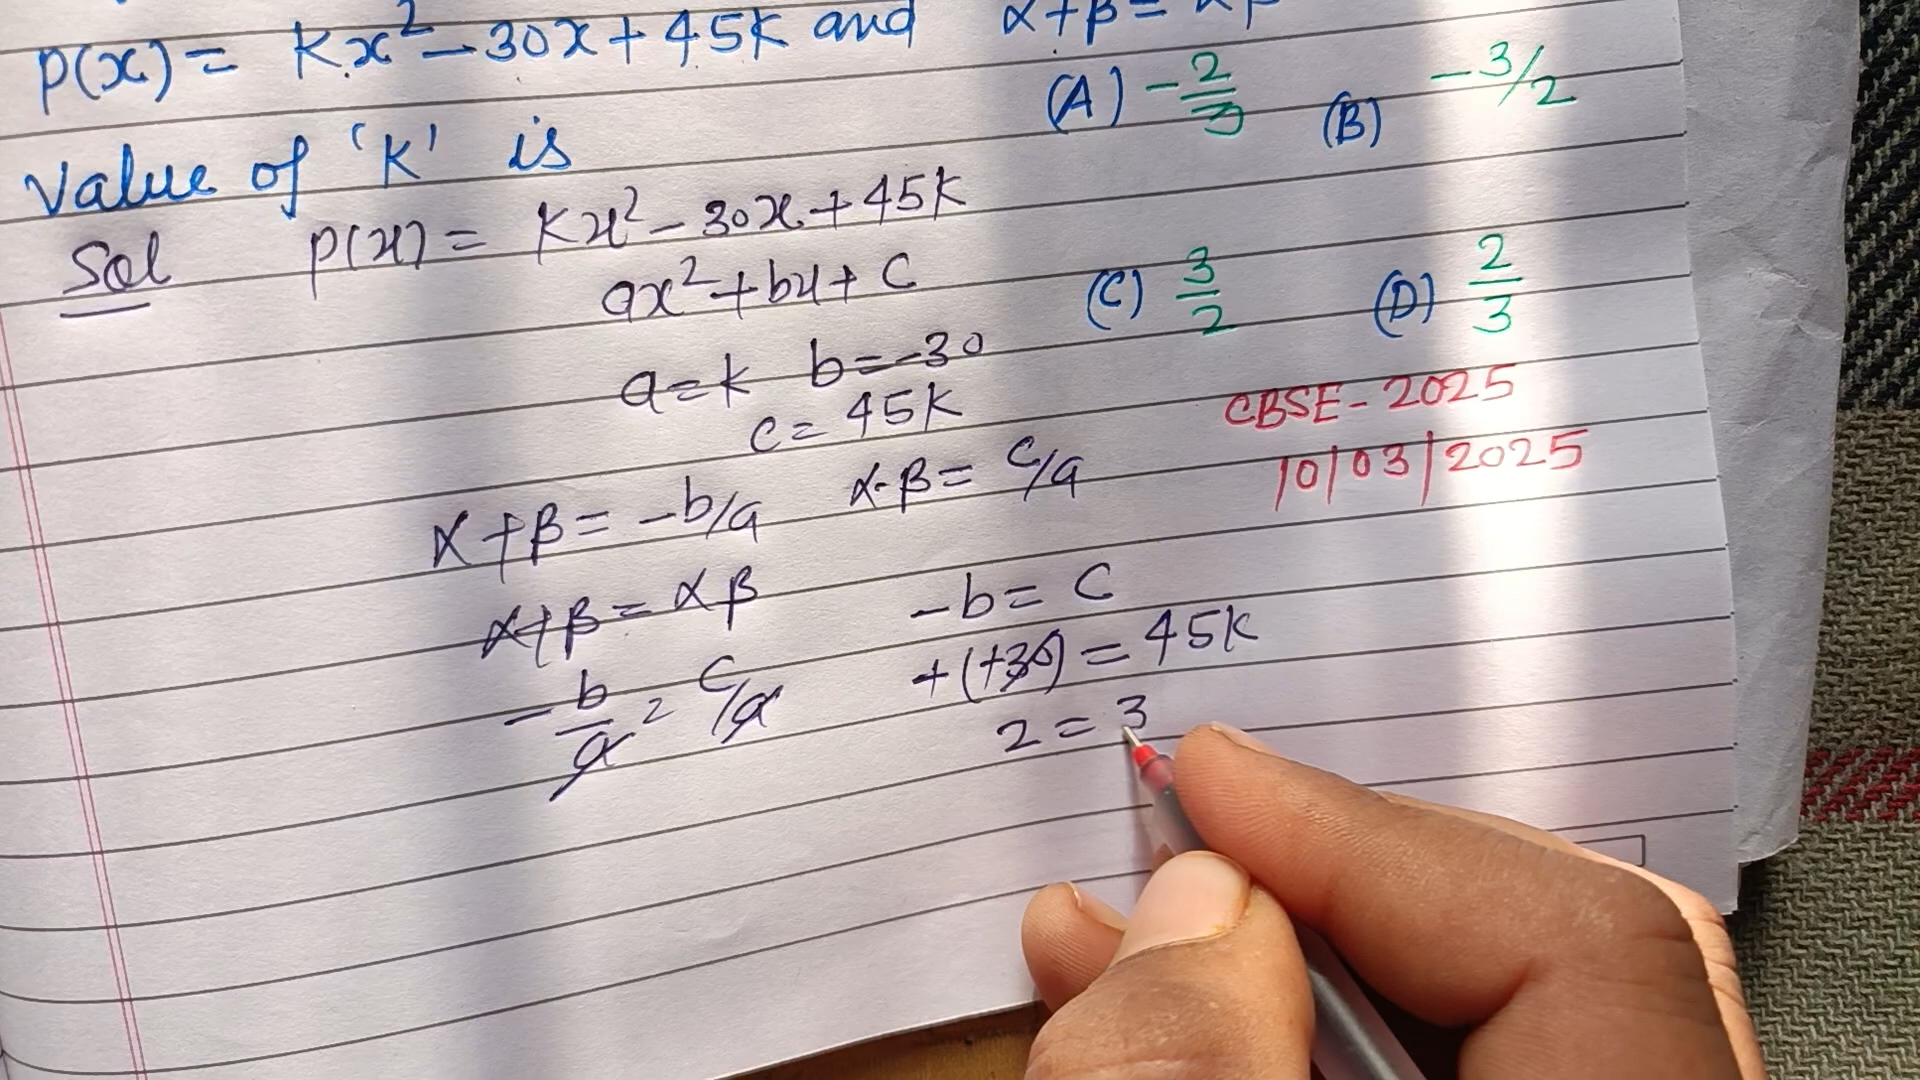 P(x) = Kx² - 30x + 45K and α+β = αβ
(A) -2/3 (B) -3/2
Value of 'K' is
Sol P(x) = Kx² - 30x + 45K
ax² + bx + c
(C) 3/2 (D) 2/3
a = k b = -30
c = 45K
CBSE - 2025
10/03/2025
α+β = -b/a α·β = c/a
α+β = αβ
-b/a = c/a
-b = c
+(+30) = 45K
2 = 3